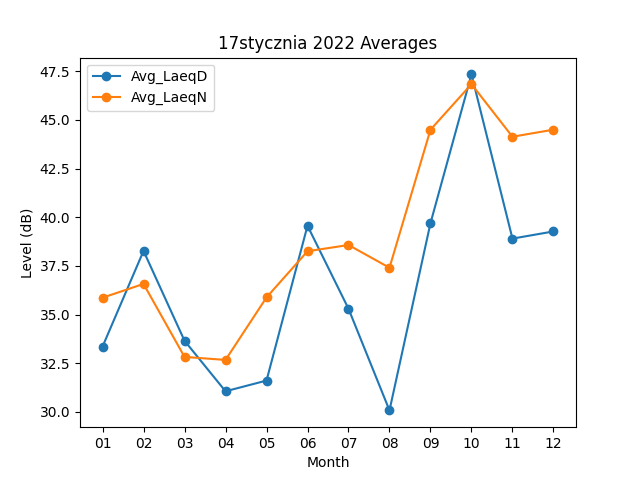 17stycznia 2022 Averages
Avg_LaeqD
Avg_LaeqN
47.5
45.0
42.5
40.0
37.5
35.0
32.5
30.0
Level (dB)
01 02 03 04 05 06 07 08 09 10 11 12
Month